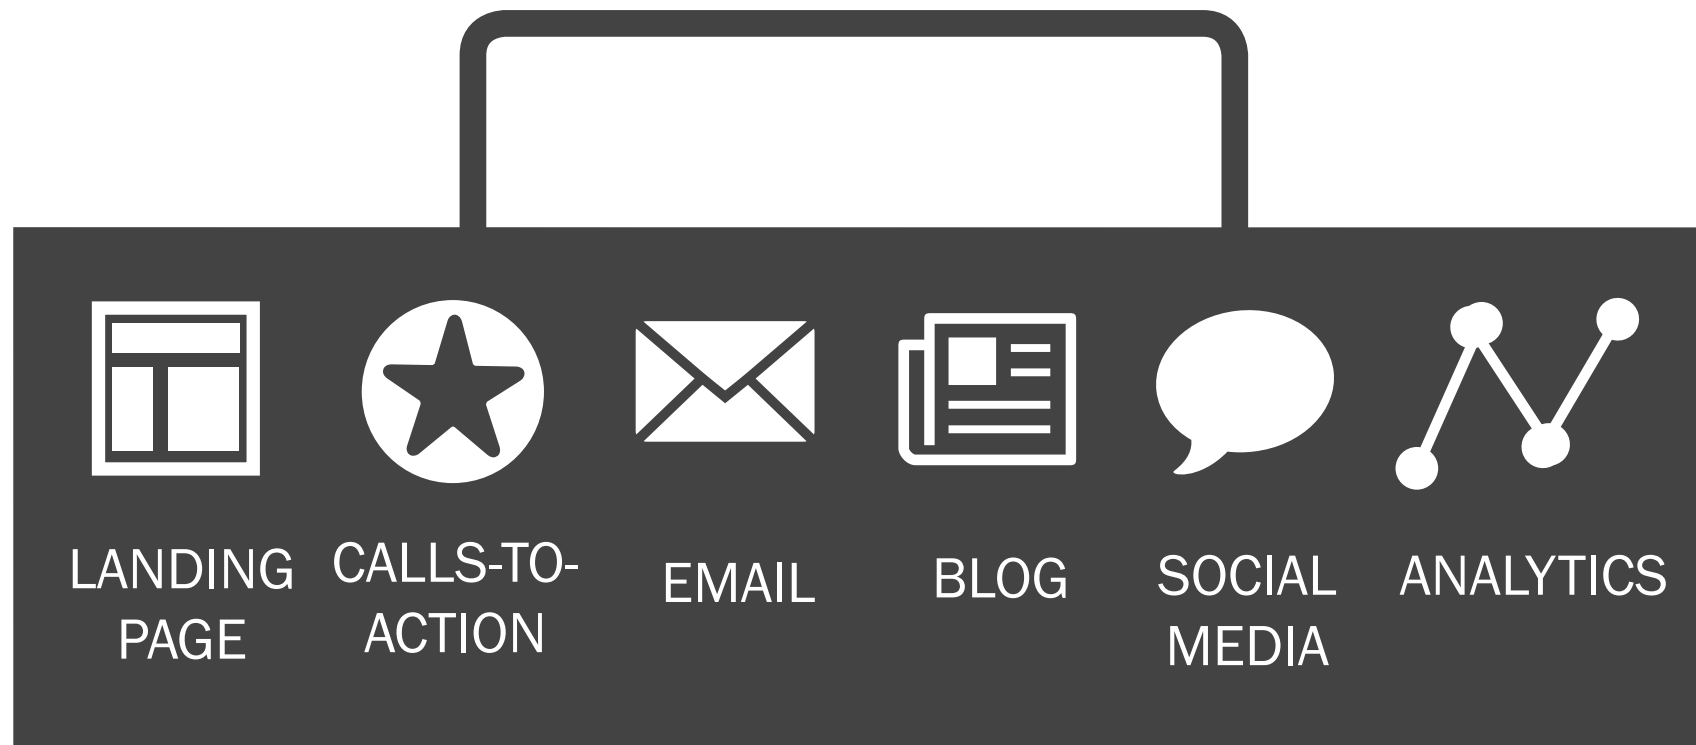 LANDING
PAGE
CALLS-TO-
ACTION
EMAIL
BLOG
SOCIAL
MEDIA
ANALYTICS